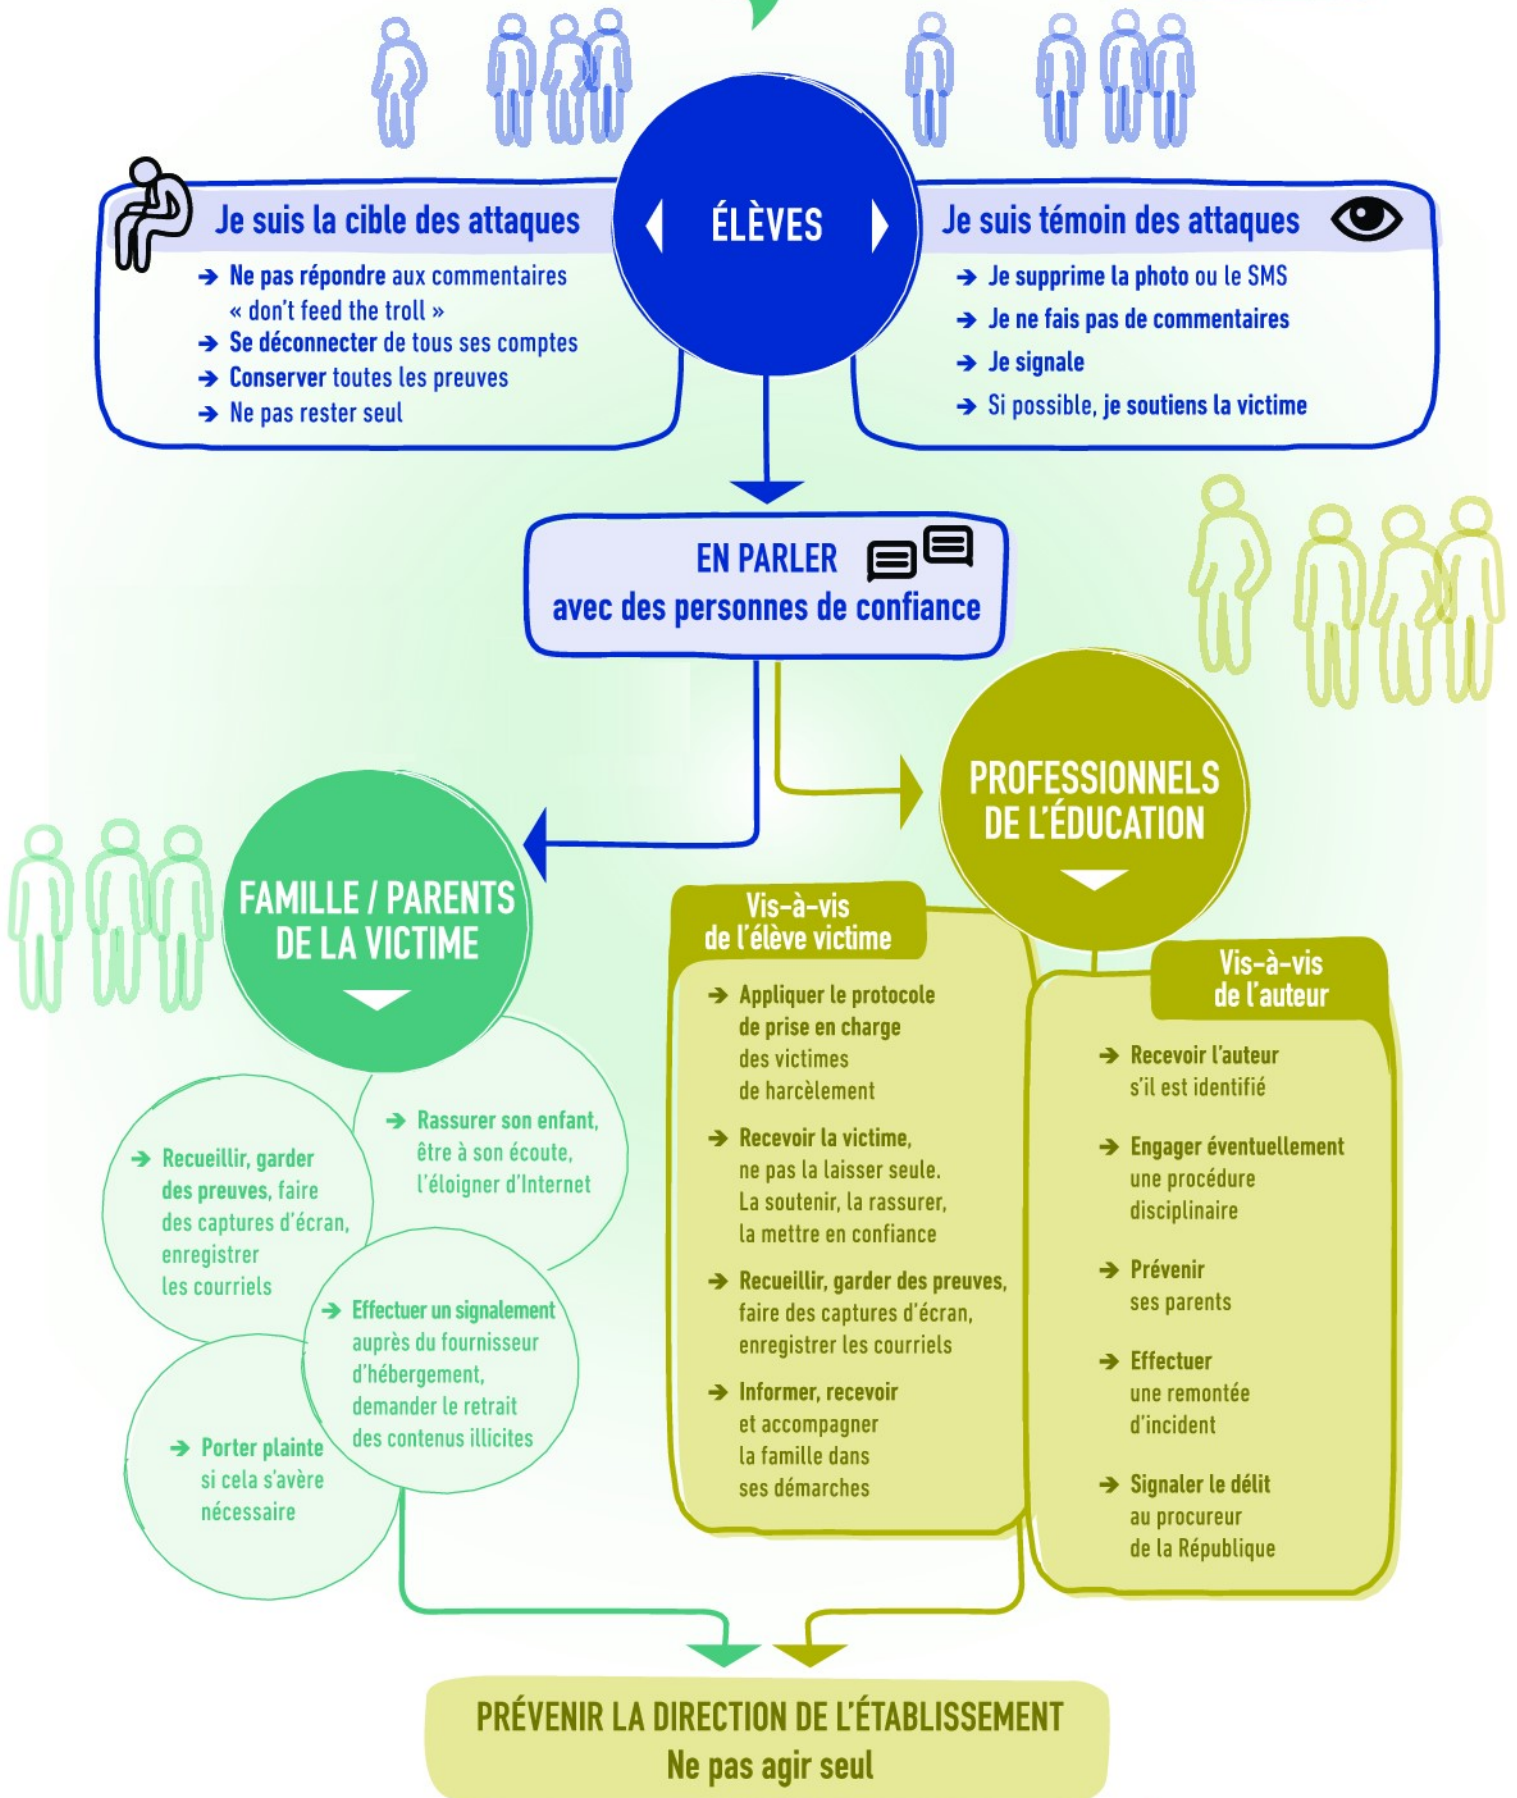 ÉLÈVES
Je suis la cible des attaques
→ Ne pas répondre aux commentaires
« don't feed the troll »
→ Se déconnecter de tous ses comptes
→ Conserver toutes les preuves
→ Ne pas rester seul
Je suis témoin des attaques
→ Je supprime la photo ou le SMS
→ Je ne fais pas de commentaires
→ Je signale
→ Si possible, je soutiens la victime
EN PARLER
avec des personnes de confiance
FAMILLE / PARENTS
DE LA VICTIME
→ Rassurer son enfant,
être à son écoute,
l'éloigner d'Internet
→ Recueillir, garder
des preuves, faire
des captures d'écran,
enregistrer
les courriels
→ Effectuer un signalement
auprès du fournisseur
d'hébergement,
demander le retrait
des contenus illicites
→ Porter plainte
si cela s'avère
nécessaire
PROFESSIONNELS
DE L'ÉDUCATION
Vis-à-vis
de l'élève victime
→ Appliquer le protocole
de prise en charge
des victimes
de harcèlement
→ Recevoir la victime,
ne pas la laisser seule.
La soutenir, la rassurer,
la mettre en confiance
→ Recueillir, garder des preuves,
faire des captures d'écran,
enregistrer les courriels
→ Informer, recevoir
et accompagner
la famille dans
ses démarches
Vis-à-vis
de l'auteur
→ Recevoir l'auteur
s'il est identifié
→ Engager éventuellement
une procédure
disciplinaire
→ Prévenir
ses parents
→ Effectuer
une remontée
d'incident
→ Signaler le délit
au procureur
de la République
PRÉVENIR LA DIRECTION DE L'ÉTABLISSEMENT
Ne pas agir seul